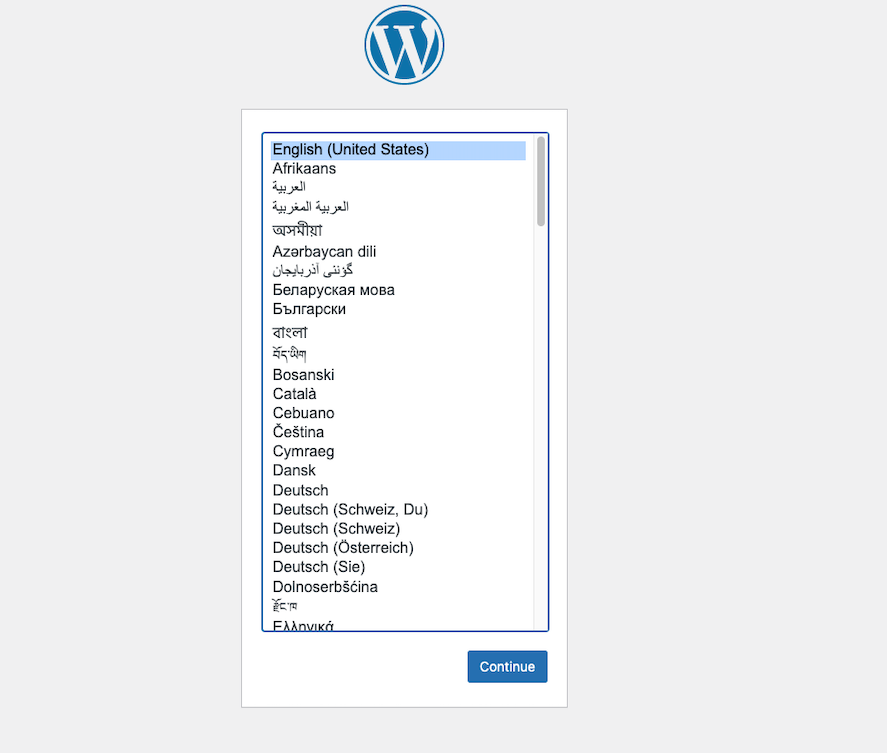 English (United States)
Afrikaans
العربية
العربية المغربية
অসমীয়া
Azərbaycan dili
گؤنئی آذربایجان
Беларуская мова
Български
বাংলা
བོད་ཡིག
Bosanski
Català
Cebuano
Čeština
Cymraeg
Dansk
Deutsch
Deutsch (Schweiz, Du)
Deutsch (Schweiz)
Deutsch (Österreich)
Deutsch (Sie)
Dolnoserbšćina
རྫོང་ཁ
Ελληνικά
Continue